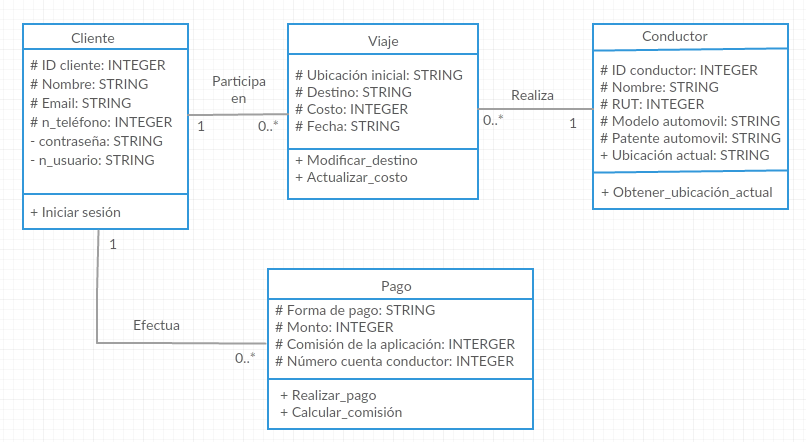 Cliente
# ID cliente: INTEGER
# Nombre: STRING
# Email: STRING
# n_teléfono: INTEGER
- contraseña: STRING
- n_usuario: STRING
+ Iniciar sesión
Participa
en
1
0..*
Viaje
# Ubicación inicial: STRING
# Destino: STRING
# Costo: INTEGER
# Fecha: STRING
+ Modificar_destino
+ Actualizar_costo
Realiza
0..*
1
Conductor
# ID conductor: INTEGER
# Nombre: STRING
# RUT: INTEGER
# Modelo automovil: STRING
# Patente automovil: STRING
+ Ubicación actual: STRING
+ Obtener_ubicación_actual
1
Efectua
0..*
Pago
# Forma de pago: STRING
# Monto: INTEGER
# Comisión de la aplicación: INTERGER
# Número cuenta conductor: INTEGER
+ Realizar_pago
+ Calcular_comisión